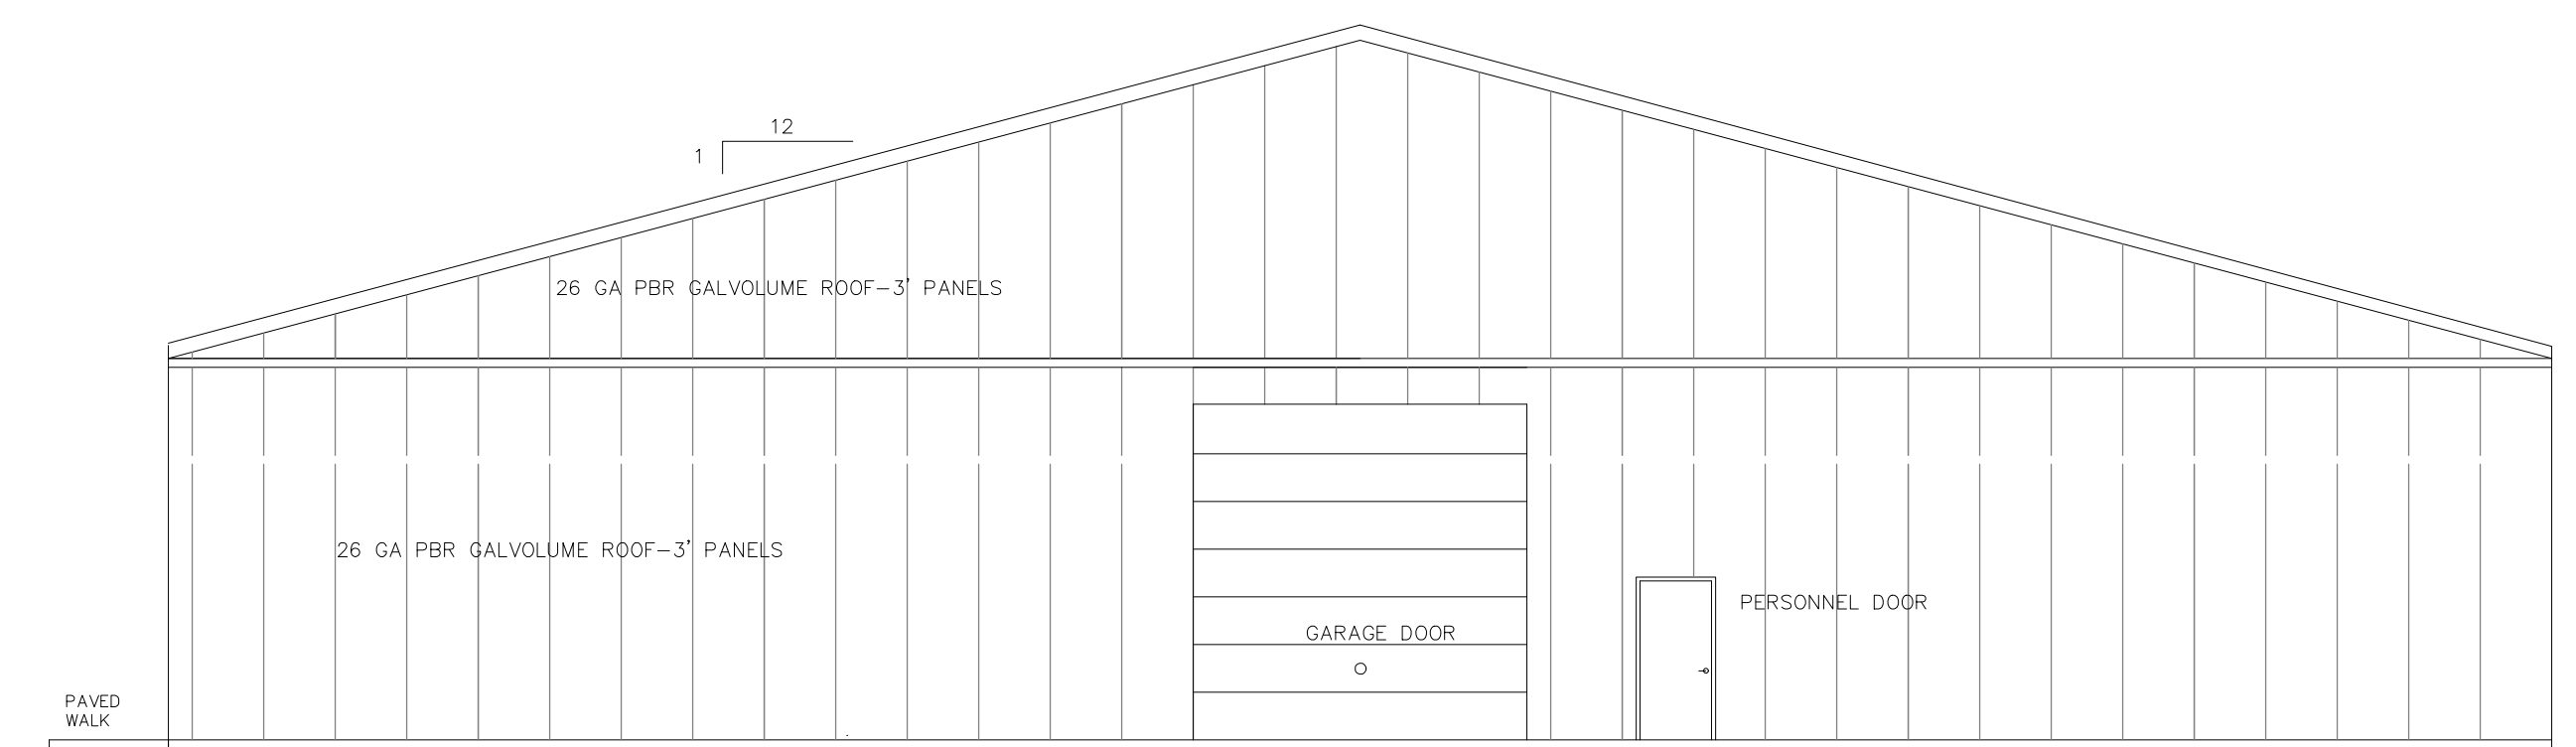 12
1
26 GA PBR GALVOLUME ROOF-3' PANELS
26 GA PBR GALVOLUME ROOF-3' PANELS
PERSONNEL DOOR
GARAGE DOOR
PAVED
WALK